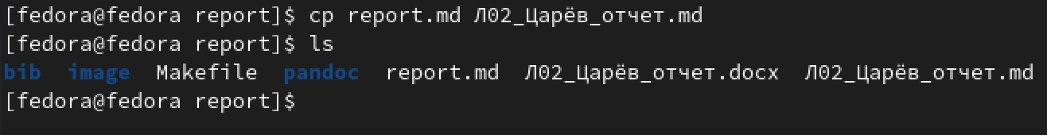 [fedora@fedora report]$ cp report.md Л02_Царёв_отчет.md
[fedora@fedora report]$ ls
bib image Makefile pandoc report.md Л02_Царёв_отчет.docx Л02_Царёв_отчет.md
[fedora@fedora report]$